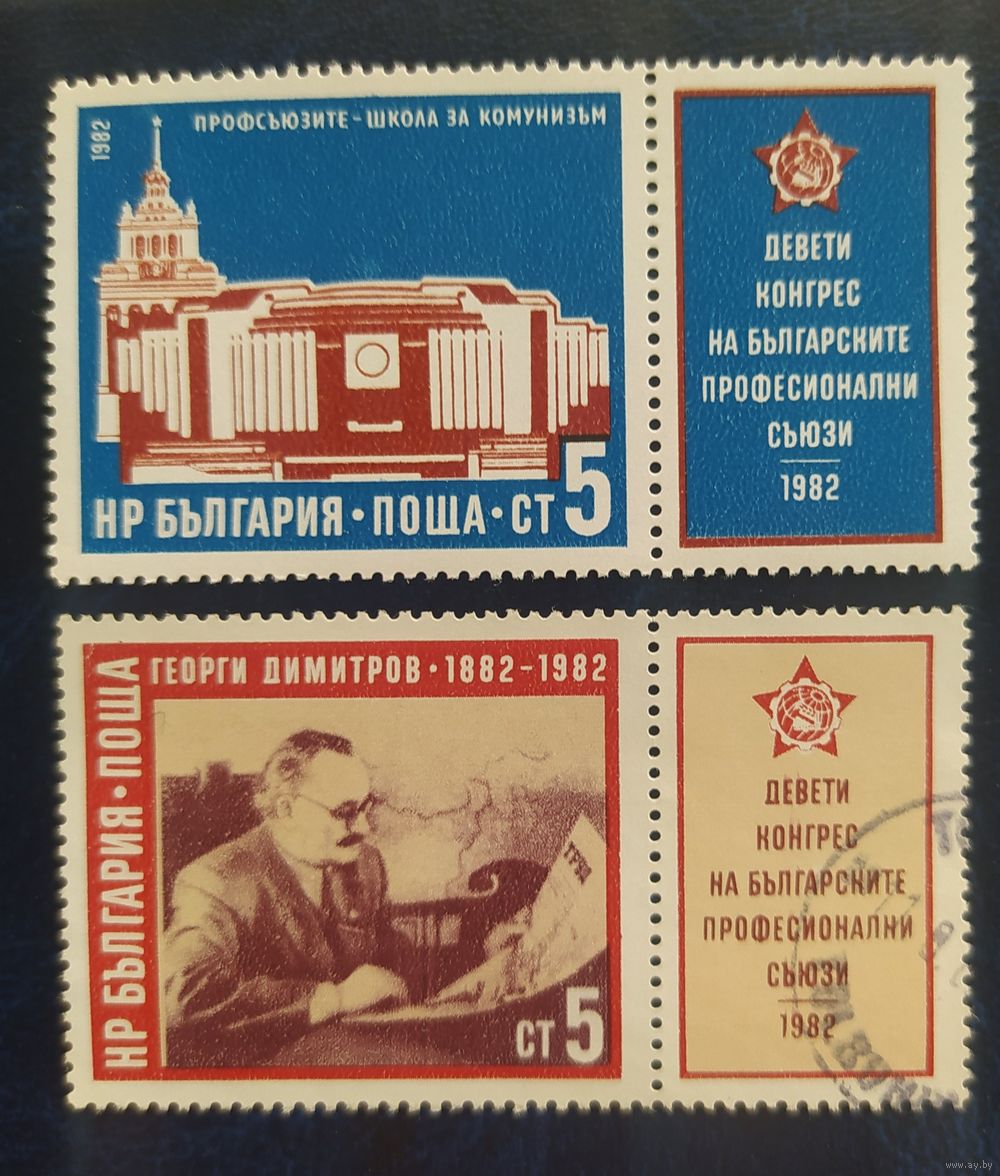 1982
ПРОФСЪЮЗИТЕ - ШКОЛА ЗА КОМУНИЗЪМ
НР БЪЛГАРИЯ • ПОЩА • СТ 5
ДЕВЕТИ
КОНГРЕС
НА БЪЛГАРСКИТЕ
ПРОФЕСИОНАЛНИ
СЪЮЗИ
1982
НР БЪЛГАРИЯ • ПОЩА
ГЕОРГИ ДИМИТРОВ • 1882 - 1982
ТРУД
СТ 5
ДЕВЕТИ
КОНГРЕС
НА БЪЛГАРСКИТЕ
ПРОФЕСИОНАЛНИ
СЪЮЗИ
1982
www.ay.by